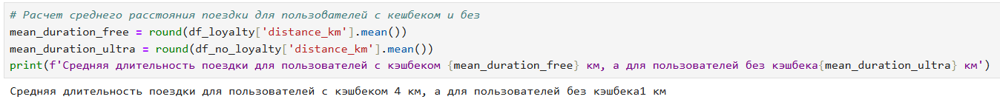 # Расчет среднего расстояния поездки для пользователей с кешбеком и без
mean_duration_free = round(df_loyalty['distance_km'].mean())
mean_duration_ultra = round(df_no_loyalty['distance_km'].mean())
print(f'Средняя длительность поездки для пользователей с кэшбеком {mean_duration_free} км, а для пользователей без кэшбека{mean_duration_ultra} км')
Средняя длительность поездки для пользователей с кэшбеком 4 км, а для пользователей без кэшбека1 км